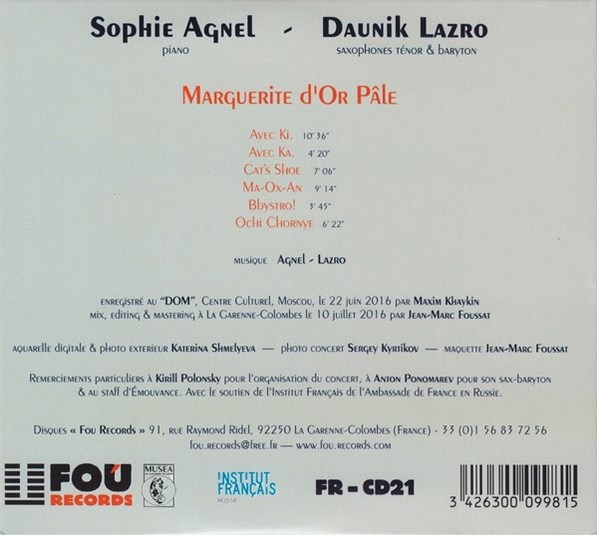 Sophie Agnel - Daunik Lazro
piano saxophones ténor & baryton
Marguerite d'Or Pâle
Avec Ki. 10' 36"
Avec Ka. 4' 20"
Cat's Shoe 7' 06"
Ma-Ox-An 9' 14"
Bbystro! 3' 45"
Ochi Chornye 6' 22"
musique Agnel - Lazro
enregistré au "DOM", Centre Culturel, Moscou, le 22 juin 2016 par Maxim Khaykin
mix, editing & mastering à La Garenne-Colombes le 10 juillet 2016 par Jean-Marc Foussat
aquarelle digitale & photo exterieur Katerina Shmelyeva — photo concert Sergey Kyrtikov — maquette Jean-Marc Foussat
Remerciements particuliers à Kirill Polonsky pour l'organisation du concert, à Anton Ponomarev pour son sax-baryton
& au staff d'Émouvance. Avec le soutien de l'Institut Français de l'Ambassade de France en Russie.
Disques « Fou Records » 91, rue Raymond Ridel, 92250 La Garenne-Colombes (France) - 33 (0)1 56 83 72 56
fou.records@free.fr — www.fou.records.com
FOÚ
RECORDS
MUSEA
INSTITUT
FRANÇAIS
RUSSIE
FR - CD21
3 426300 099815